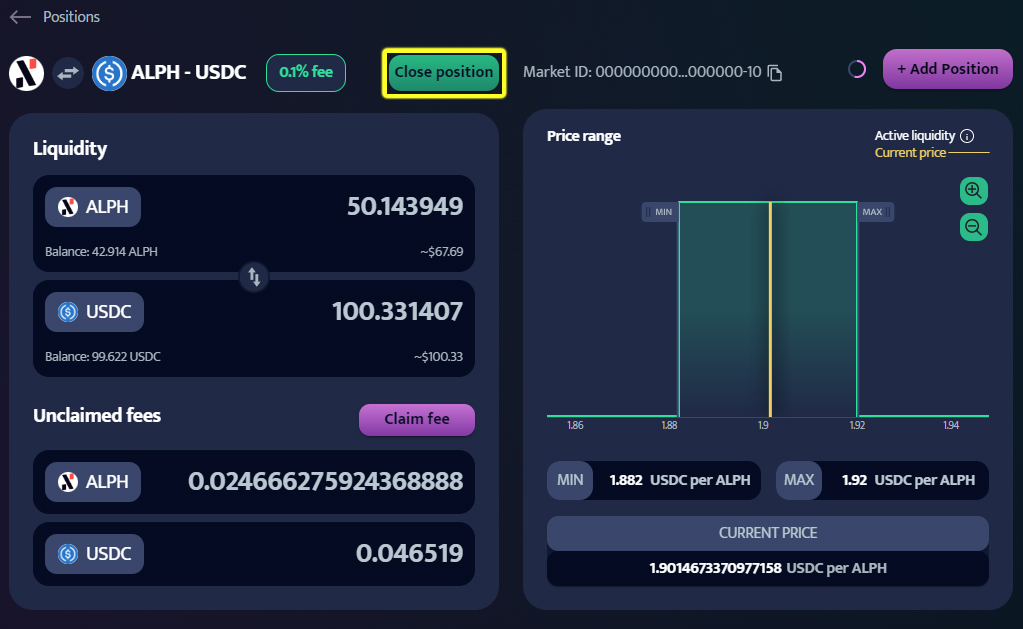 Positions
ALPH - USDC
0.1% fee
Close position
Market ID: 000000000...000000-10
+ Add Position
Liquidity
ALPH
50.143949
Balance: 42.914 ALPH
~$67.69
USDC
100.331407
Balance: 99.622 USDC
~$100.33
Unclaimed fees
Claim fee
ALPH
0.024666275924368888
USDC
0.046519
Price range
Active liquidity
Current price
MIN
MAX
1.86
1.88
1.9
1.92
1.94
MIN
1.882 USDC per ALPH
MAX
1.92 USDC per ALPH
CURRENT PRICE
1.9014673370977158 USDC per ALPH